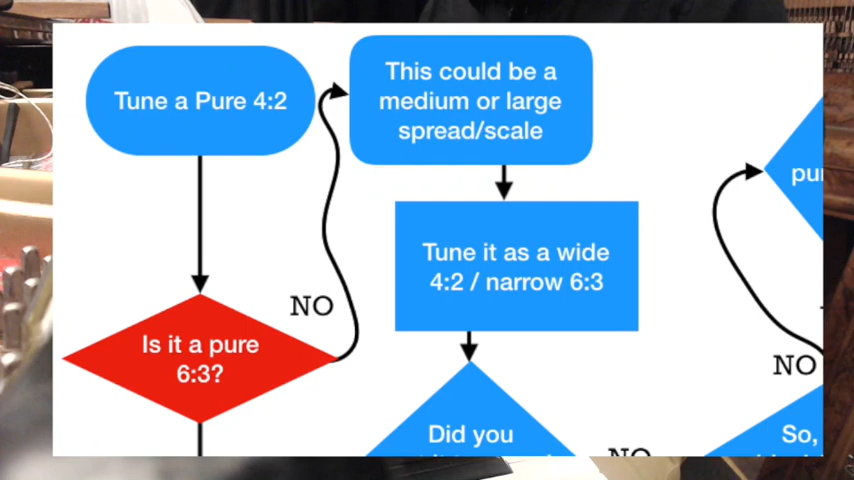 Tune a Pure 4:2
This could be a
medium or large
spread/scale
Tune it as a wide
4:2 / narrow 6:3
NO
Is it a pure
6:3?
NO
Did you
NO
So,